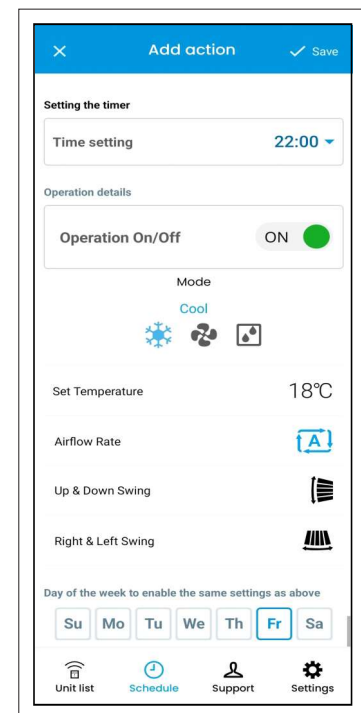 Add action
Save
Setting the timer
Time setting 22:00
Operation details
Operation On/Off ON
Mode
Cool
Set Temperature 18°C
Airflow Rate A
Up & Down Swing
Right & Left Swing
Day of the week to enable the same settings as above
Su Mo Tu We Th Fr Sa
Unit list Schedule Support Settings